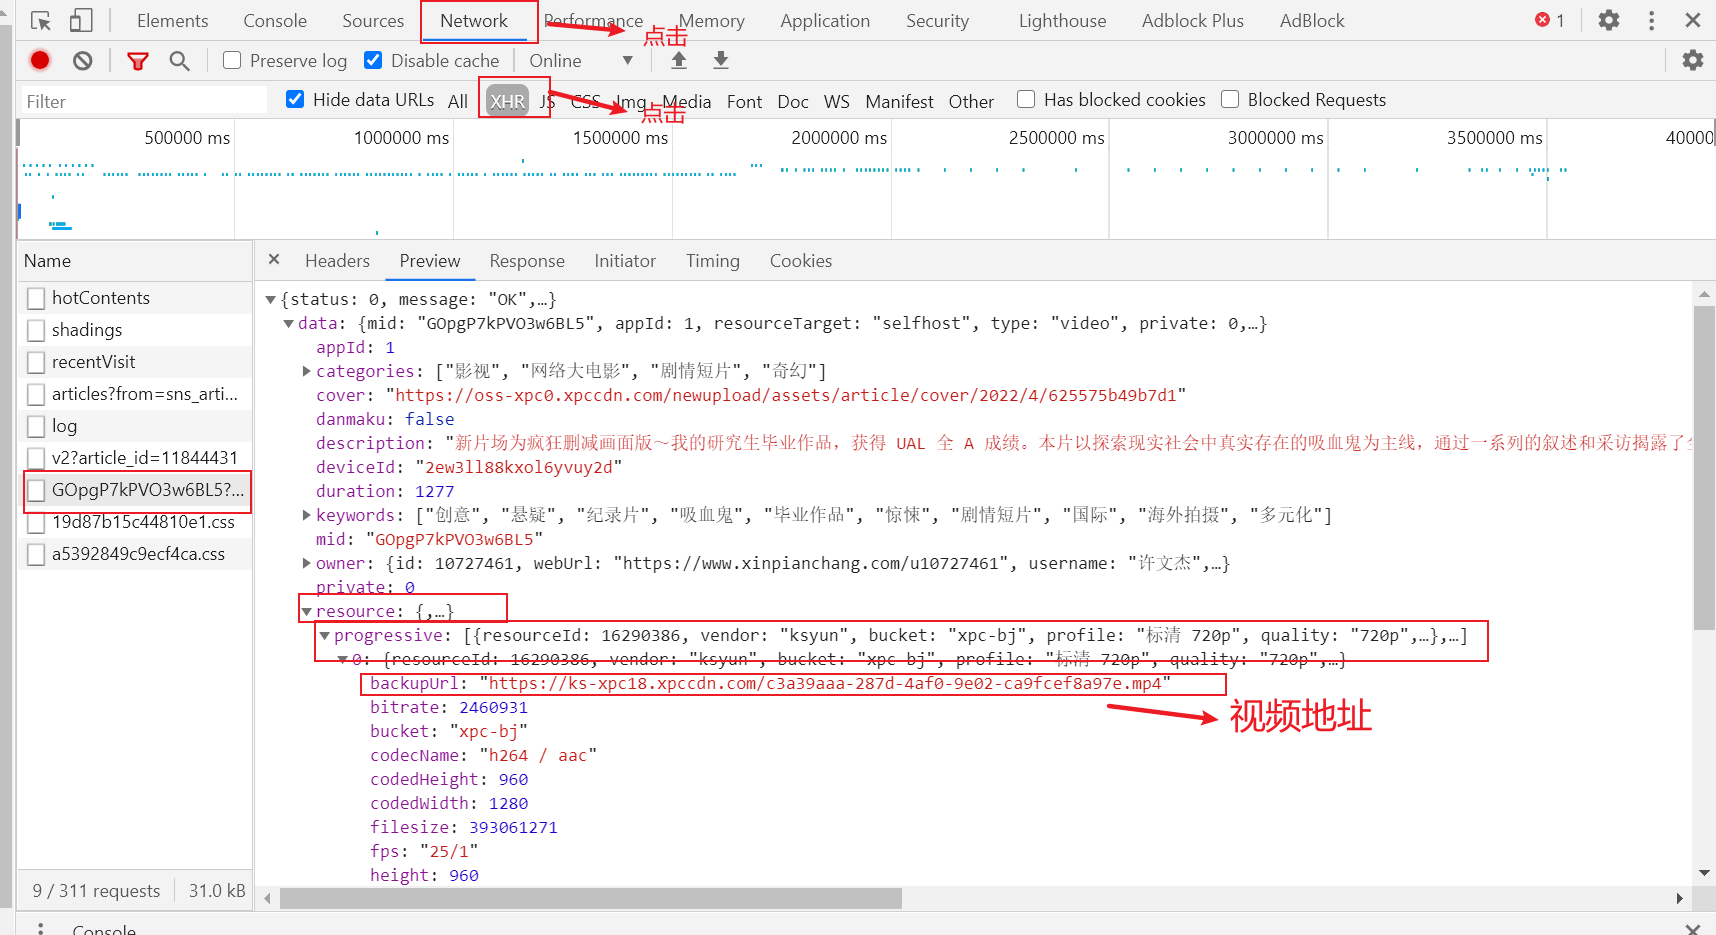 Elements Console Sources Network Performance Memory Application Security Lighthouse Adblock Plus AdBlock 1
点击
Preserve log Disable cache Online
Filter Hide data URLs All XHR JS CSS Img Media Font Doc WS Manifest Other Has blocked cookies Blocked Requests
点击
500000 ms 1000000 ms 1500000 ms 2000000 ms 2500000 ms 3000000 ms 3500000 ms 40000
Name
Headers Preview Response Initiator Timing Cookies
hotContents
shadings
recentVisit
articles?from=sns_arti...
log
v2?article_id=11844431
GOpgP7kPVO3w6BL5?...
19d87b15c44810e1.css
a5392849c9ecf4ca.css
{status: 0, message: "OK",…}
data: {mid: "GOpgP7kPVO3w6BL5", appId: 1, resourceTarget: "selfhost", type: "video", private: 0,…}
appId: 1
categories: ["影视", "网络大电影", "剧情短片", "奇幻"]
cover: "https://oss-xpc0.xpccdn.com/newupload/assets/article/cover/2022/4/625575b49b7d1"
danmaku: false
description: "新片场为疯狂删减画面版~我的研究生毕业作品，获得 UAL 全 A 成绩。本片以探索现实社会中真实存在的吸血鬼为主线，通过一系列的叙述和采访揭露了
deviceId: "2ew3ll88kxol6yvuy2d"
duration: 1277
keywords: ["创意", "悬疑", "纪录片", "吸血鬼", "毕业作品", "惊悚", "剧情短片", "国际", "海外拍摄", "多元化"]
mid: "GOpgP7kPVO3w6BL5"
owner: {id: 10727461, webUrl: "https://www.xinpianchang.com/u10727461", username: "许文杰",…}
private: 0
resource: {,…}
progressive: [{resourceId: 16290386, vendor: "ksyun", bucket: "xpc-bj", profile: "标清 720p", quality: "720p",…},…]
0: {resourceId: 16290386, vendor: "ksyun", bucket: "xpc-bj", profile: "标清 720p", quality: "720p",…}
backupUrl: "https://ks-xpc18.xpccdn.com/c3a39aaa-287d-4af0-9e02-ca9fcef8a97e.mp4"
视频地址
bitrate: 2460931
bucket: "xpc-bj"
codecName: "h264 / aac"
codedHeight: 960
codedWidth: 1280
filesize: 393061271
fps: "25/1"
height: 960
9 / 311 requests 31.0 kB
Console